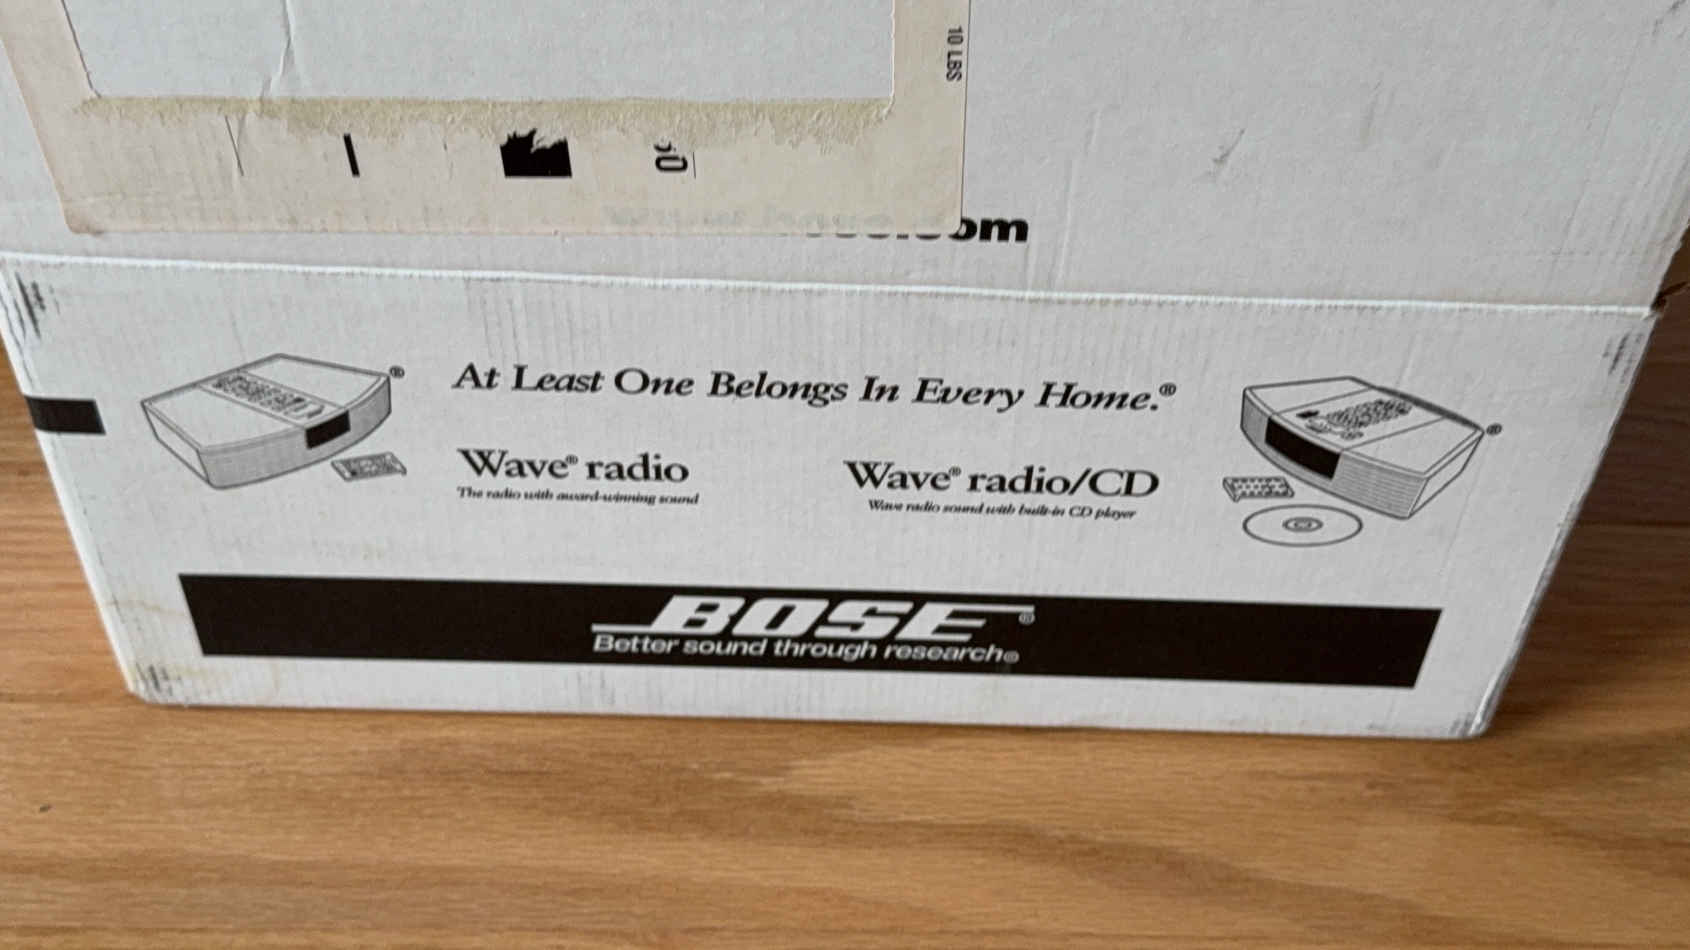 10 LBS
At Least One Belongs In Every Home.®
Wave® radio
The radio with award-winning sound
Wave® radio/CD
Wave radio sound with built-in CD player
BOSE®
Better sound through research®